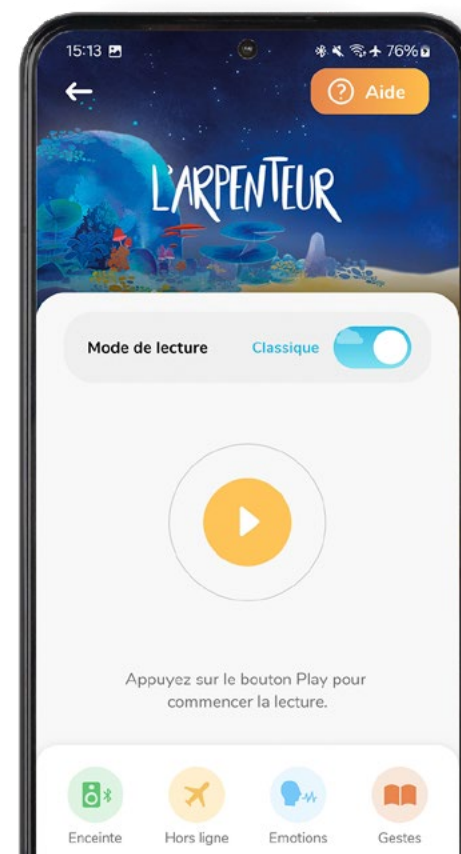 15:13
76%
Aide
L'ARPENTEUR
Mode de lecture Classique
Appuyez sur le bouton Play pour
commencer la lecture.
Enceinte Hors ligne Emotions Gestes